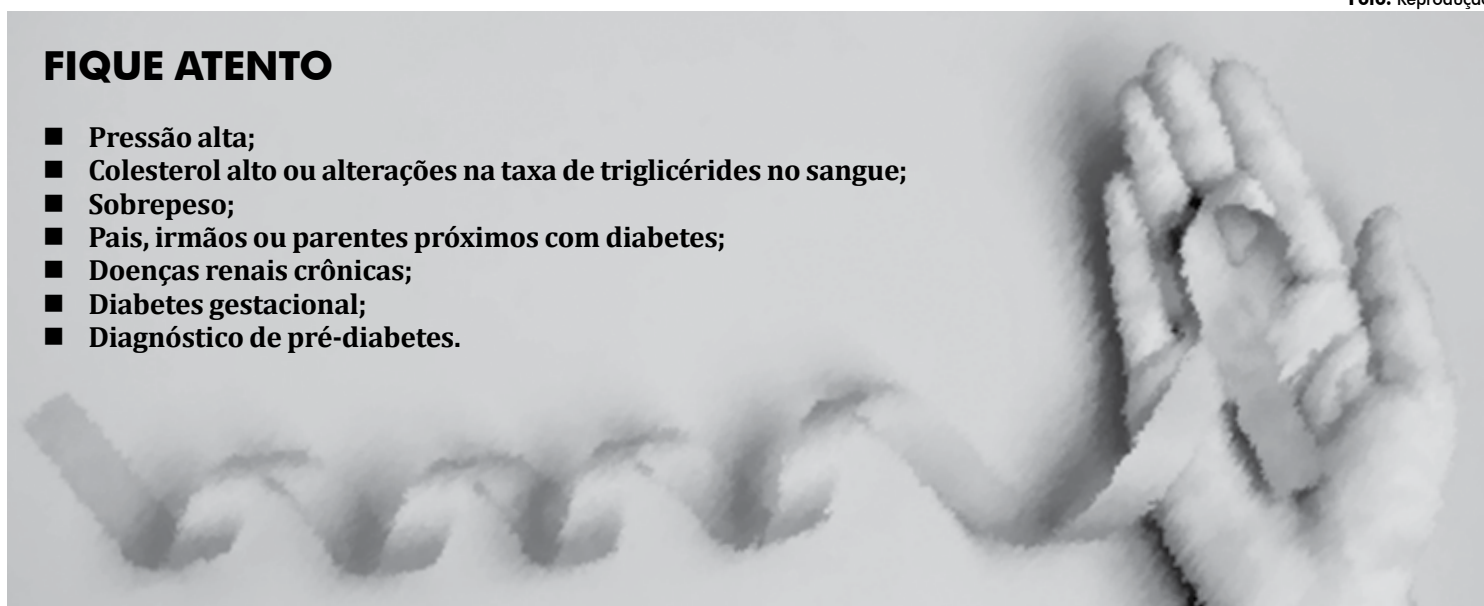 Foto: Reprodução
FIQUE ATENTO
■ Pressão alta;
■ Colesterol alto ou alterações na taxa de triglicérides no sangue;
■ Sobrepeso;
■ Pais, irmãos ou parentes próximos com diabetes;
■ Doenças renais crônicas;
■ Diabetes gestacional;
■ Diagnóstico de pré-diabetes.